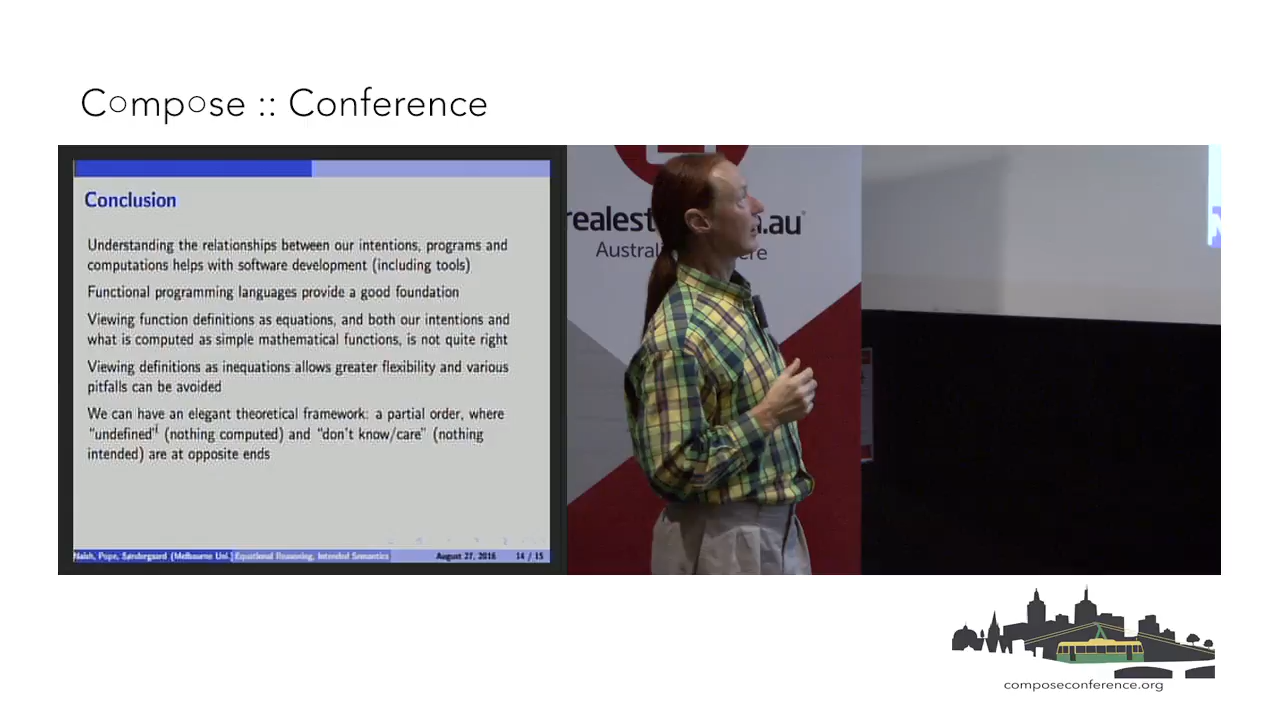 Compose :: Conference
Conclusion
Understanding the relationships between our intentions, programs and
computations helps with software development (including tools)
Functional programming languages provide a good foundation
Viewing function definitions as equations, and both our intentions and
what is computed as simple mathematical functions, is not quite right
Viewing definitions as inequations allows greater flexibility and various
pitfalls can be avoided
We can have an elegant theoretical framework: a partial order, where
“undefined” (nothing computed) and “don’t know/care” (nothing
intended) are at opposite ends
Naish, Pope, Søndergaard (Melbourne Uni.) Equational Reasoning, Intended Semantics August 27, 2016 14 / 15
realest .au
Austral ere
composeconference.org